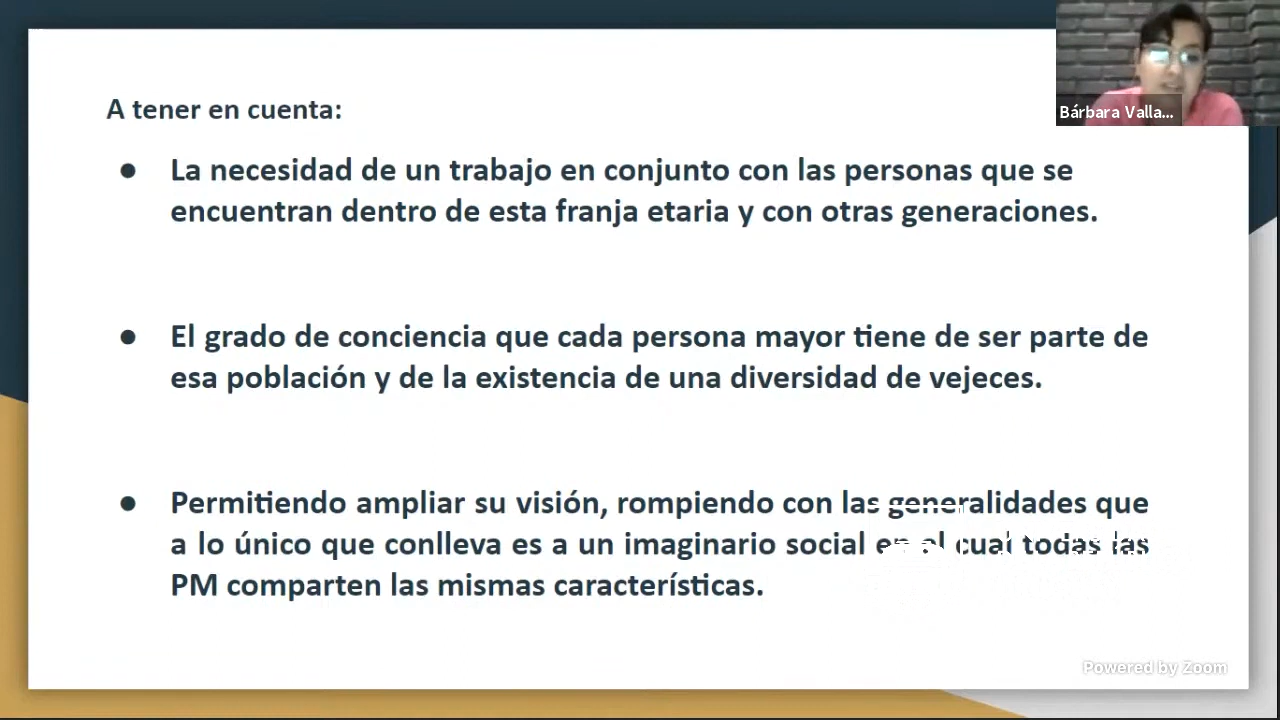 A tener en cuenta:
Bárbara Valla...
● La necesidad de un trabajo en conjunto con las personas que se
encuentran dentro de esta franja etaria y con otras generaciones.
● El grado de conciencia que cada persona mayor tiene de ser parte de
esa población y de la existencia de una diversidad de vejeces.
● Permitiendo ampliar su visión, rompiendo con las generalidades que
a lo único que conlleva es a un imaginario social en el cual todas las
PM comparten las mismas características.
Powered by Zoom